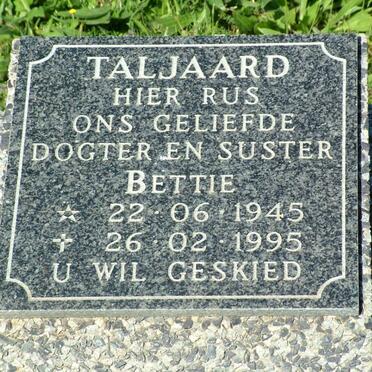 TALJAARD
HIER RUS
ONS GELIEFDE
DOGTER EN SUSTER
BETTIE
☆ 22·06·1945
✝ 26·02·1995
U WIL GESKIED